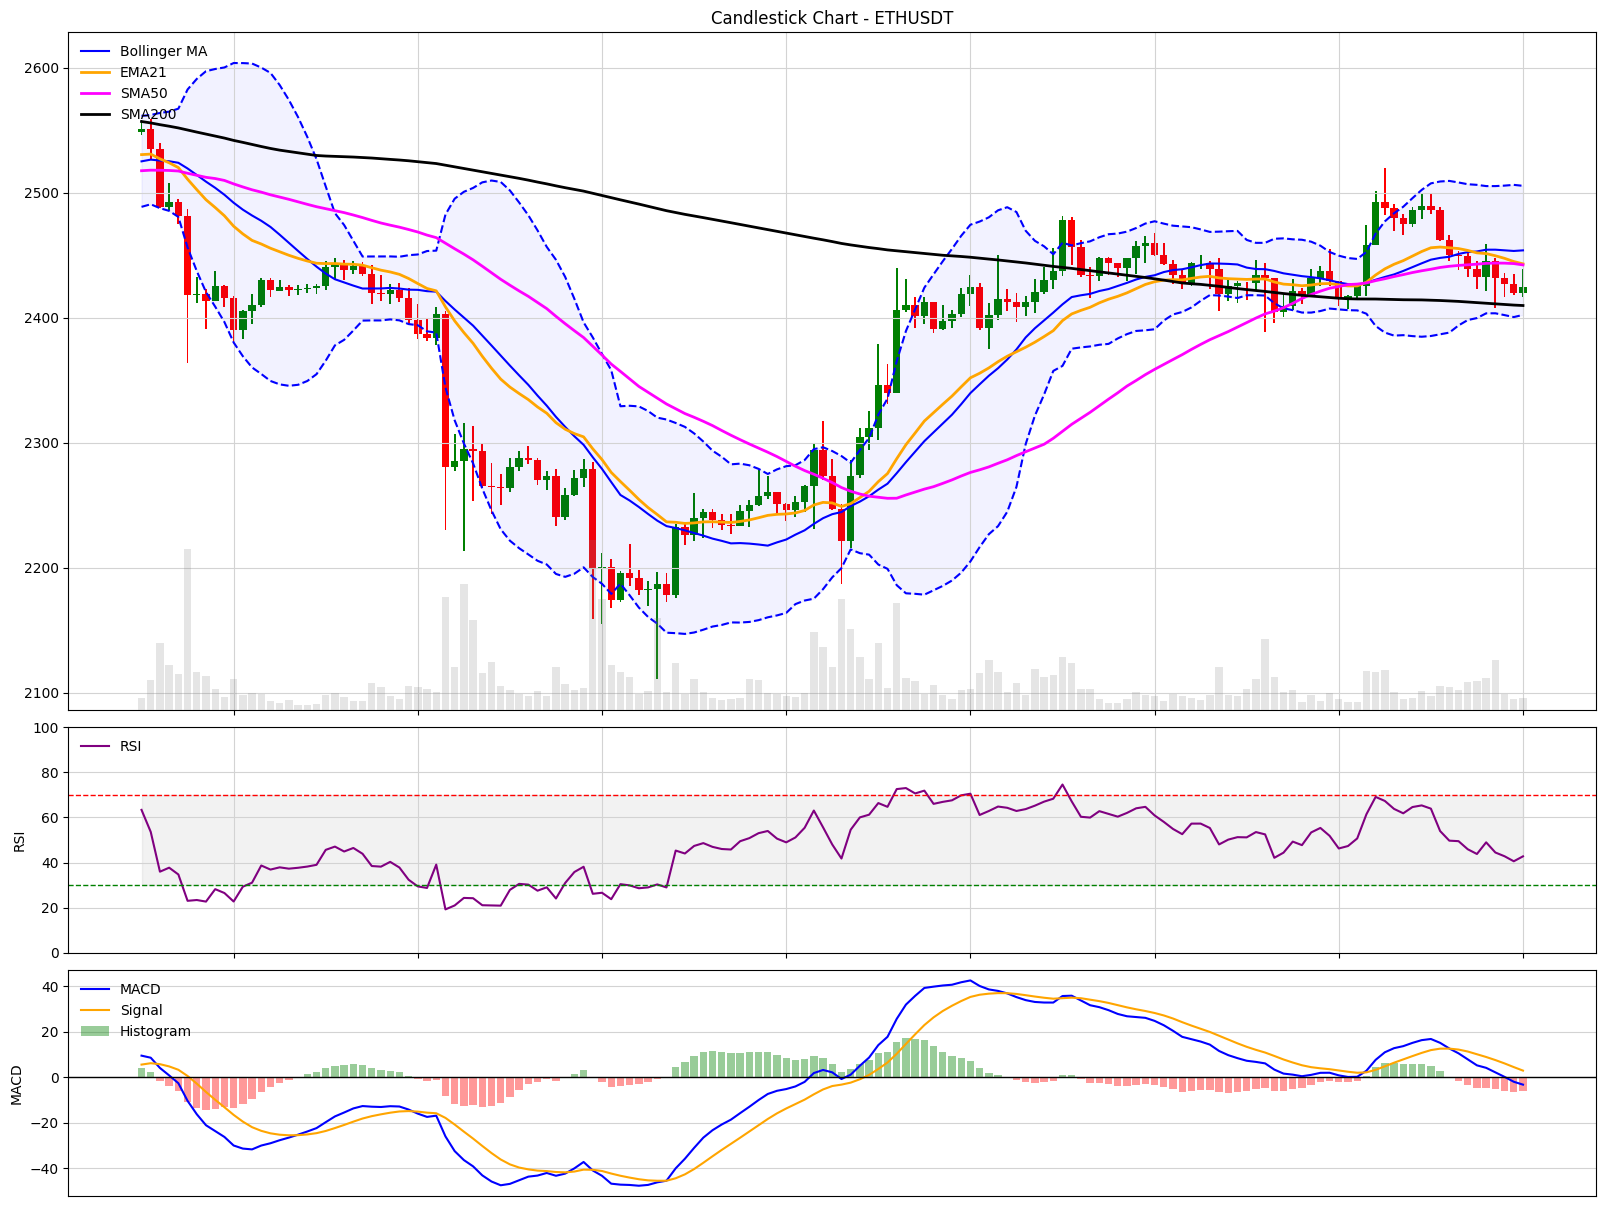 Candlestick Chart - ETHUSDT
Bollinger MA
EMA21
SMA50
SMA200
2600
2500
2400
2300
2200
2100
RSI
100
80
60
40
20
0
RSI
MACD
Signal
Histogram
40
20
0
−20
−40
MACD